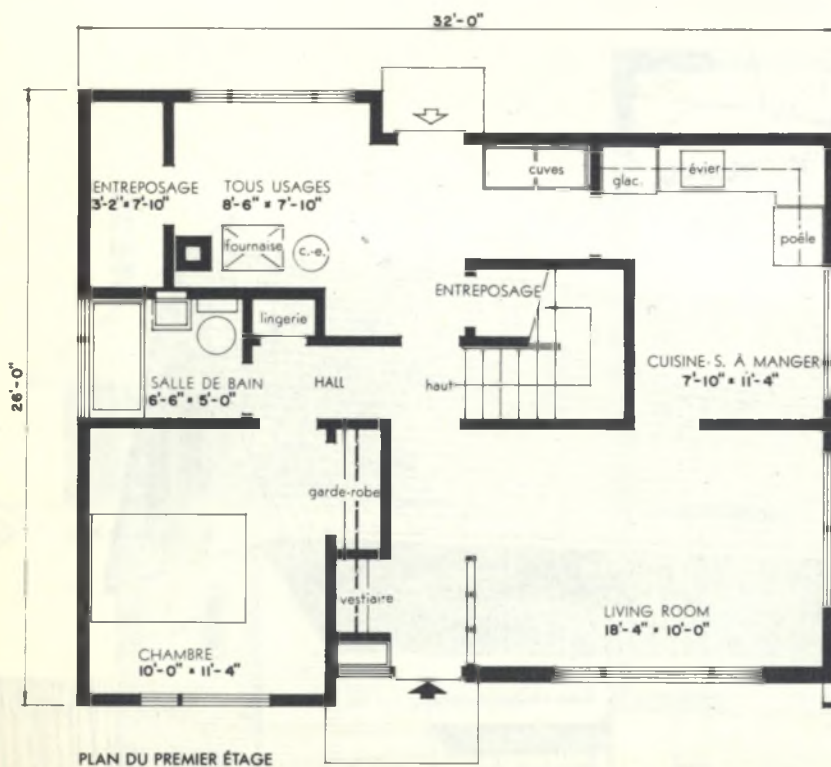 32'-0"
26'-0"
ENTREPOSAGE
3'-2" × 7'-10"
TOUS USAGES
8'-6" × 7'-10"
fournaise
c.-e.
cuves
glac.
évier
poêle
ENTREPOSAGE
lingerie
SALLE DE BAIN
6'-6" × 5'-0"
HALL
haut
CUISINE- S. À MANGER
7'-10" × 11'-4"
garde-robe
vestiaire
LIVING ROOM
18'-4" × 10'-0"
CHAMBRE
10'-0" × 11'-4"
PLAN DU PREMIER ÉTAGE